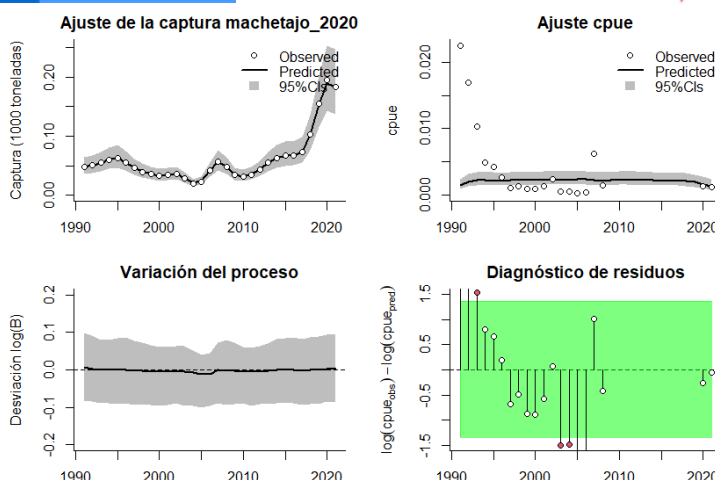 Ajuste de la captura machetajo_2020
Captura (1000 toneladas)
0.00 0.10 0.20
Observed
Predicted
95%CIs
1990 2000 2010 2020
Ajuste cpue
cpue
0.000 0.010 0.020
Observed
Predicted
95%CIs
1990 2000 2010 2020
Variación del proceso
Desviación log(B)
-0.2 -0.1 0.0 0.1 0.2
1990 2000 2010 2020
Diagnóstico de residuos
log(cpue_obs) − log(cpue_pred)
-1.5 -0.5 0.5 1.5
1990 2000 2010 2020